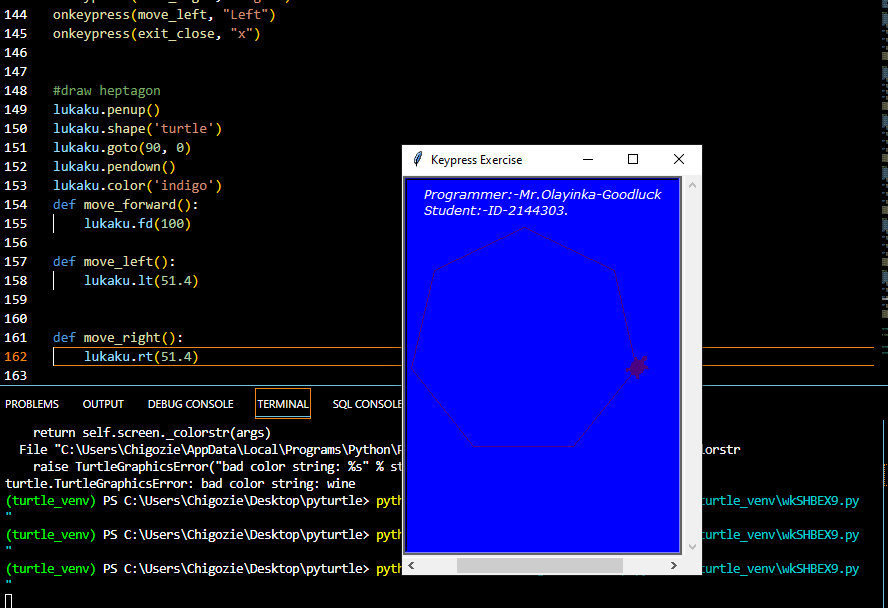 144 onkeypress(move_left, "Left")
145 onkeypress(exit_close, "x")
146
147
148 #draw heptagon
149 lukaku.penup()
150 lukaku.shape('turtle')
151 lukaku.goto(90, 0)
152 lukaku.pendown()
153 lukaku.color('indigo')
154 def move_forward():
155 lukaku.fd(100)
156
157 def move_left():
158 lukaku.lt(51.4)
159
160
161 def move_right():
162 lukaku.rt(51.4)
163
Keypress Exercise
Programmer:-Mr.Olayinka-Goodluck
Student:-ID-2144303.
PROBLEMS OUTPUT DEBUG CONSOLE TERMINAL SQL CONSOLE
return self.screen._colorstr(args)
File "C:\Users\Chigozie\AppData\Local\Programs\Python\P lorstr
raise TurtleGraphicsError("bad color string: %s" % st
turtle.TurtleGraphicsError: bad color string: wine
(turtle_venv) PS C:\Users\Chigozie\Desktop\pyturtle> pyth turtle_venv\wkSHBEX9.py
"
(turtle_venv) PS C:\Users\Chigozie\Desktop\pyturtle> pyth turtle_venv\wkSHBEX9.py
"
(turtle_venv) PS C:\Users\Chigozie\Desktop\pyturtle> pyth turtle_venv\wkSHBEX9.py
"